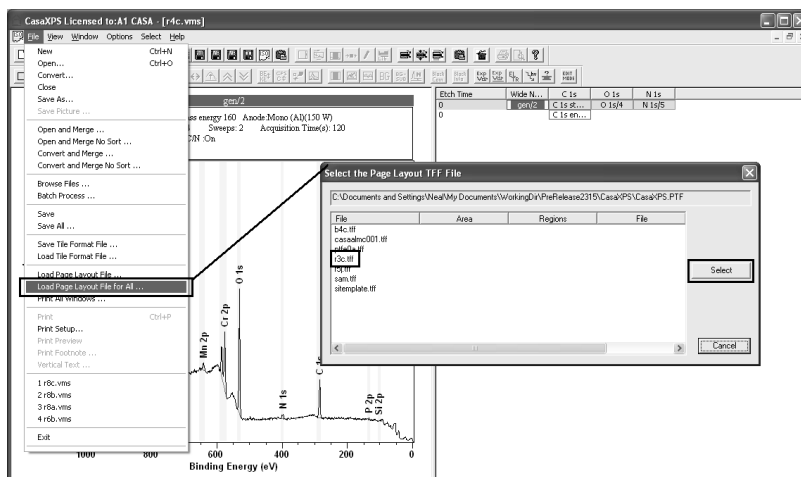 CasaXPS Licensed to:A1 CASA - [r4c.vms]
File View Window Options Select Help
New Ctrl+N
Open... Ctrl+O
Convert...
Close
Save As...
Save Picture ...
Open and Merge ...
Open and Merge No Sort ...
Convert and Merge ...
Convert and Merge No Sort ...
Browse Files ...
Batch Process ...
Save
Save All ...
Save Tile Format File ...
Load Tile Format File ...
Load Page Layout File ...
Load Page Layout File for All ...
Print All Windows ...
Print Ctrl+P
Print Setup...
Print Preview
Print Footnote ...
Vertical Text ...
1 r8c.vms
2 r8b.vms
3 r8a.vms
4 r6b.vms
Exit
gen/2
ss energy 160 Anode:Mono (Al)(150 W)
Sweeps: 2 Acquisition Time(s): 120
C/N :On
Mn 2p
Cr 2p
O 1s
N 1s
C 1s
P 2p
Si 2p
1000 800 600 400 200 0
Binding Energy (eV)
Etch Time Wide N... C 1s O 1s N 1s
0 gen/2 C 1s st... O 1s/4 N 1s/5
0 C 1s en...
Select the Page Layout TFF File
C:\Documents and Settings\Neal\My Documents\WorkingDir\PreRelease2315\CasaXPS\CasaXPS.PTF
File Area Regions File
b4c.tff
casaalmc001.tff
r3c.tff
sam.tff
sitemplate.tff
Select
Cancel